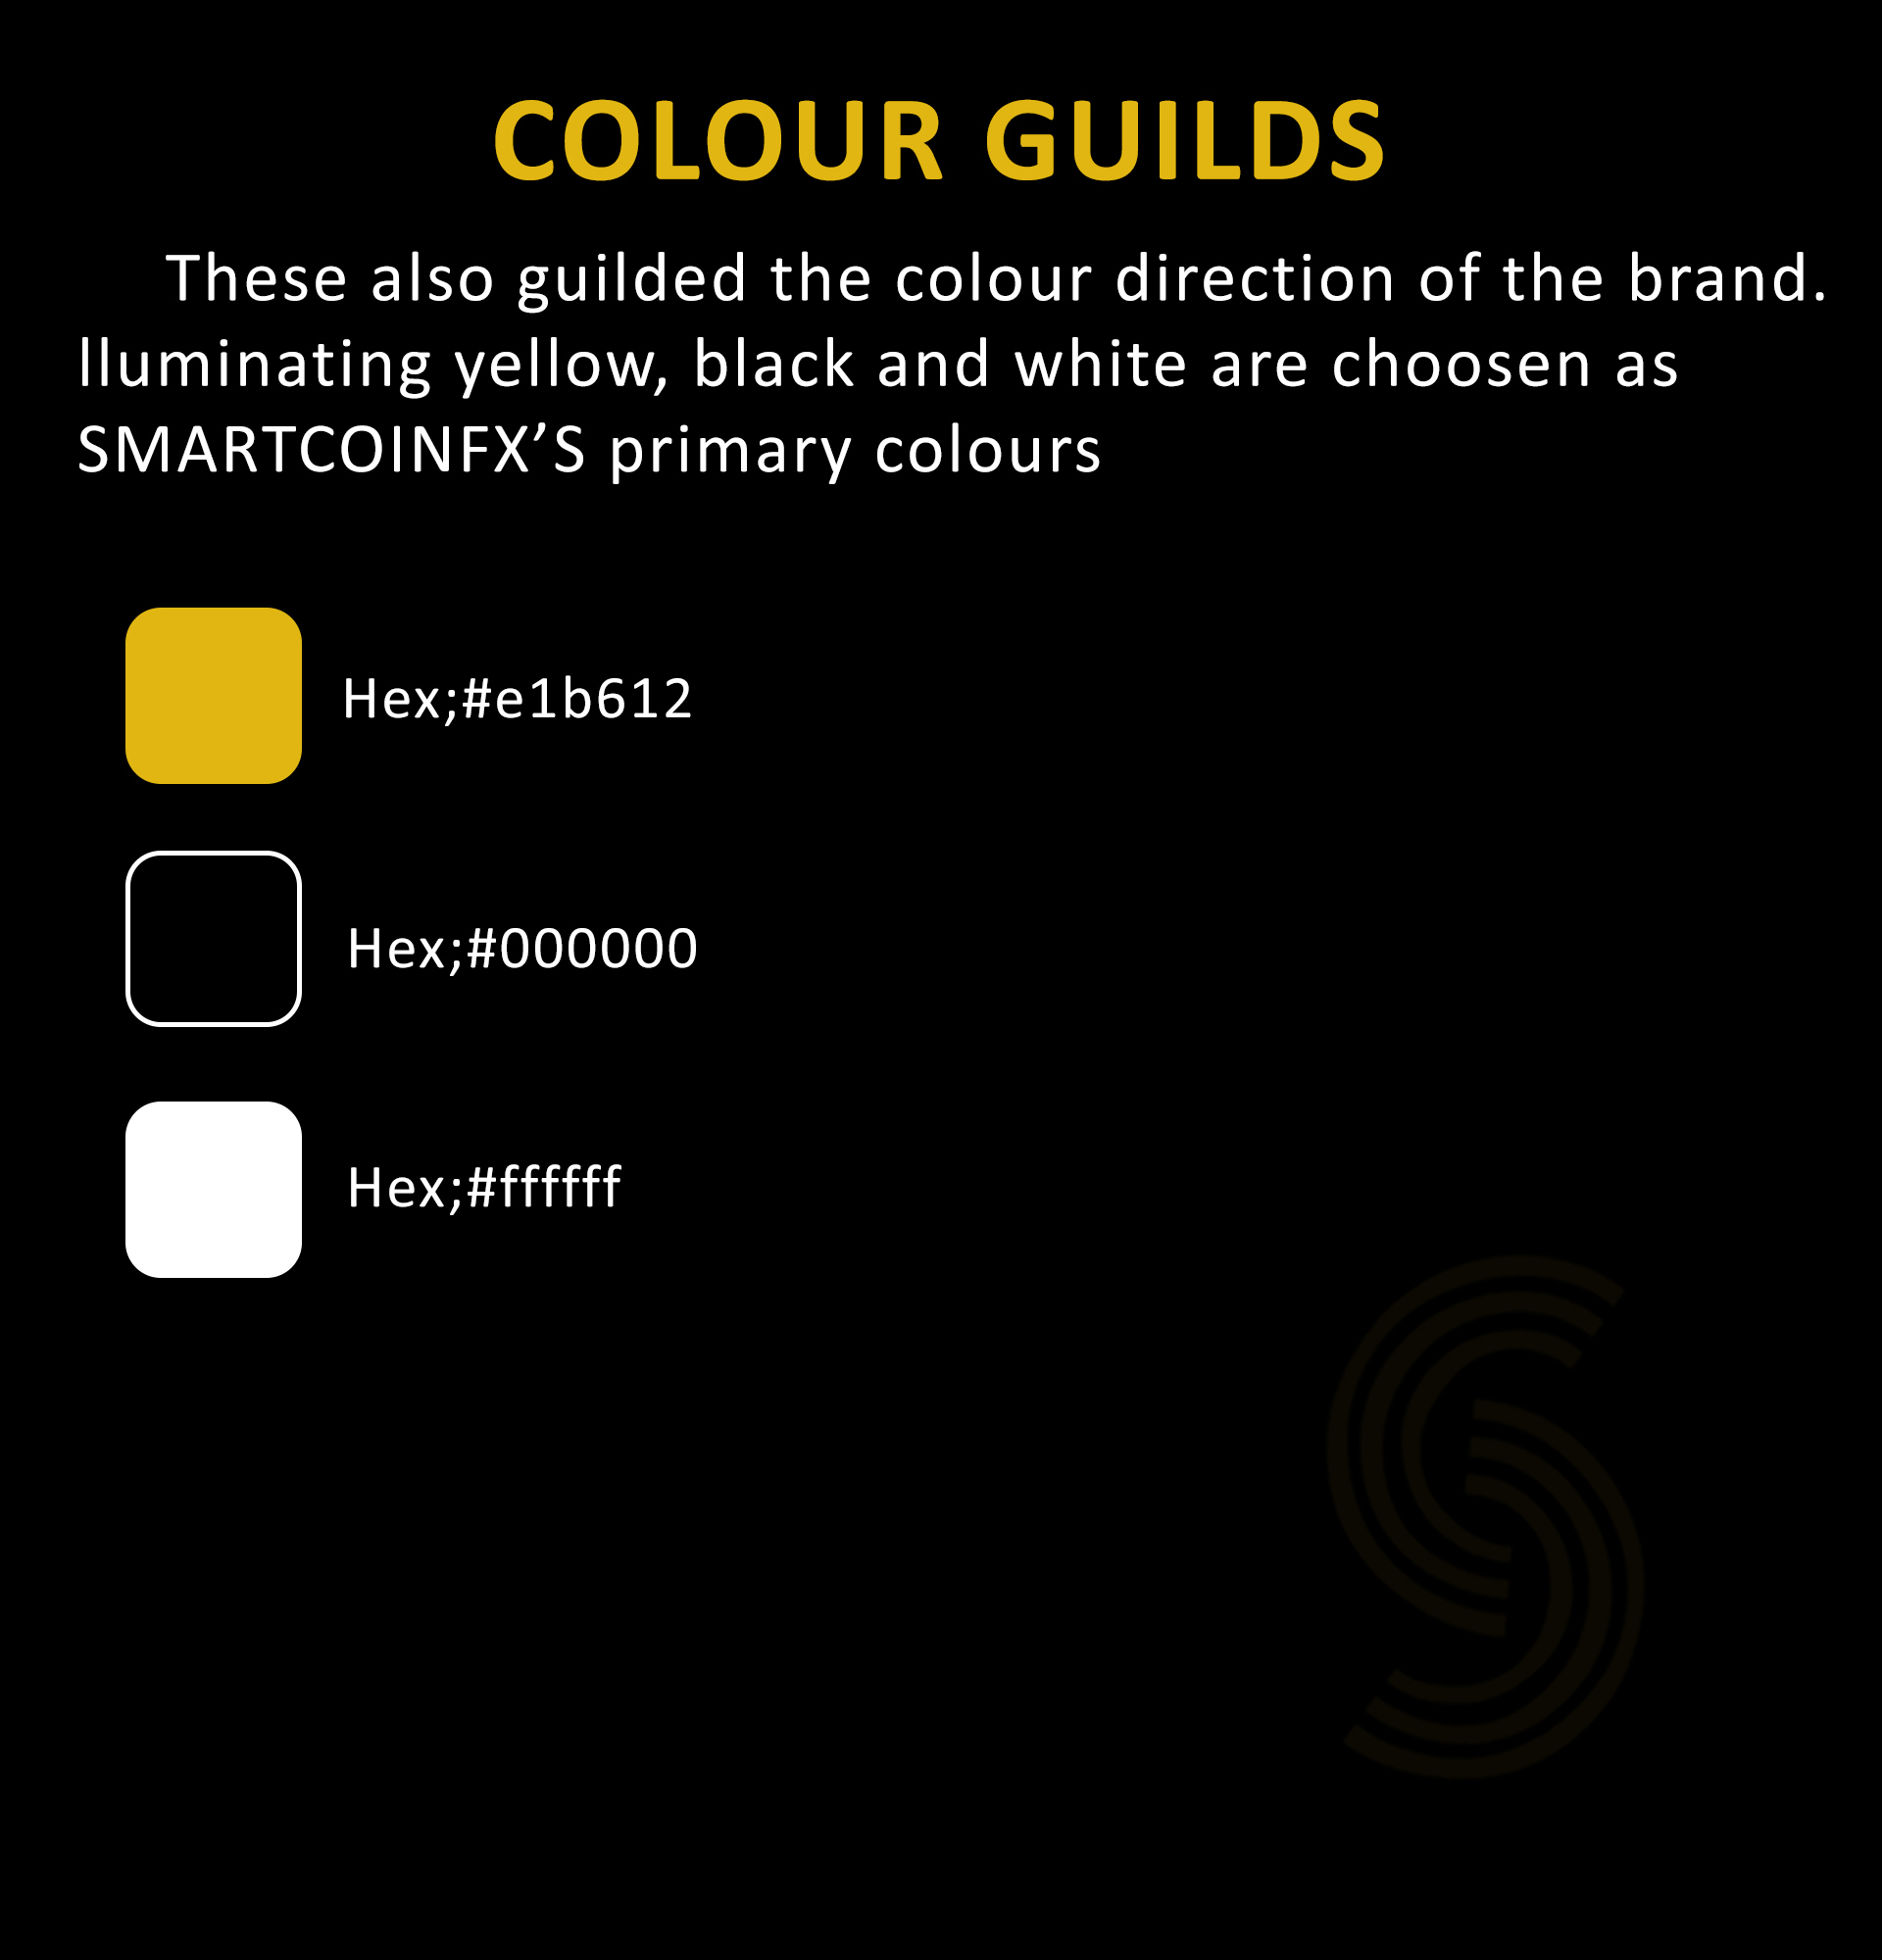 COLOUR GUILDS
These also guilded the colour direction of the brand.
lluminating yellow, black and white are choosen as
SMARTCOINFX’S primary colours
Hex;#e1b612
Hex;#000000
Hex;#ffffff